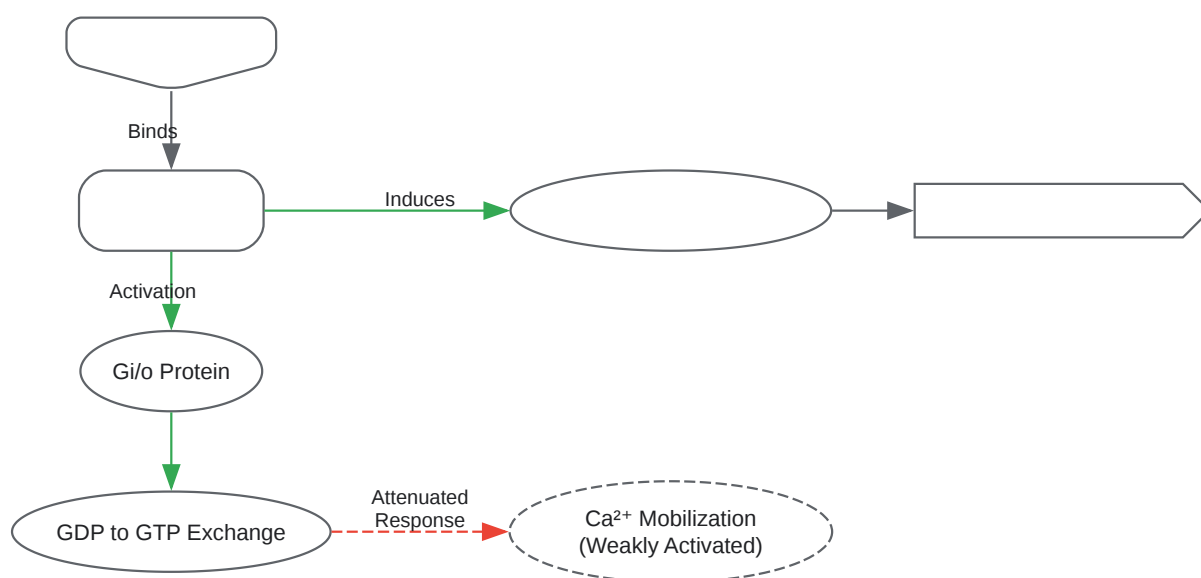 Binds
Induces
Activation
Gi/o Protein
GDP to GTP Exchange
Attenuated
Response
Ca²⁺ Mobilization
(Weakly Activated)